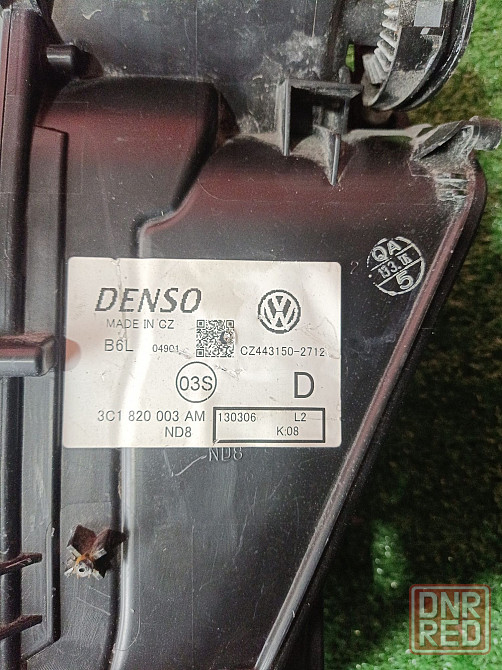 QA
5
2
DENSO
MADE IN CZ
B6L 04901 CZ443150-2712
03S D
3C1 820 003 AM 130306 L2
ND8 K:08
ND8
DNR
RED